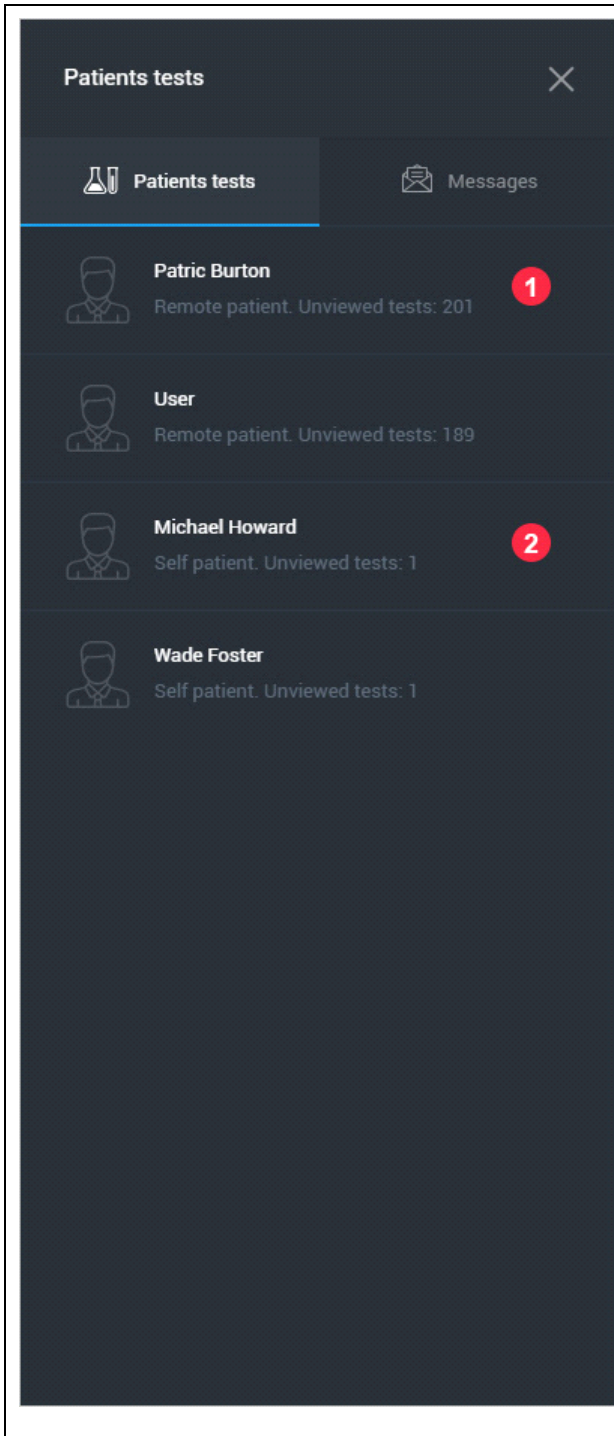 Patients tests
Patients tests
Messages
Patric Burton
1
Remote patient. Unviewed tests: 201
User
Remote patient. Unviewed tests: 189
Michael Howard
2
Self patient. Unviewed tests: 1
Wade Foster
Self patient. Unviewed tests: 1